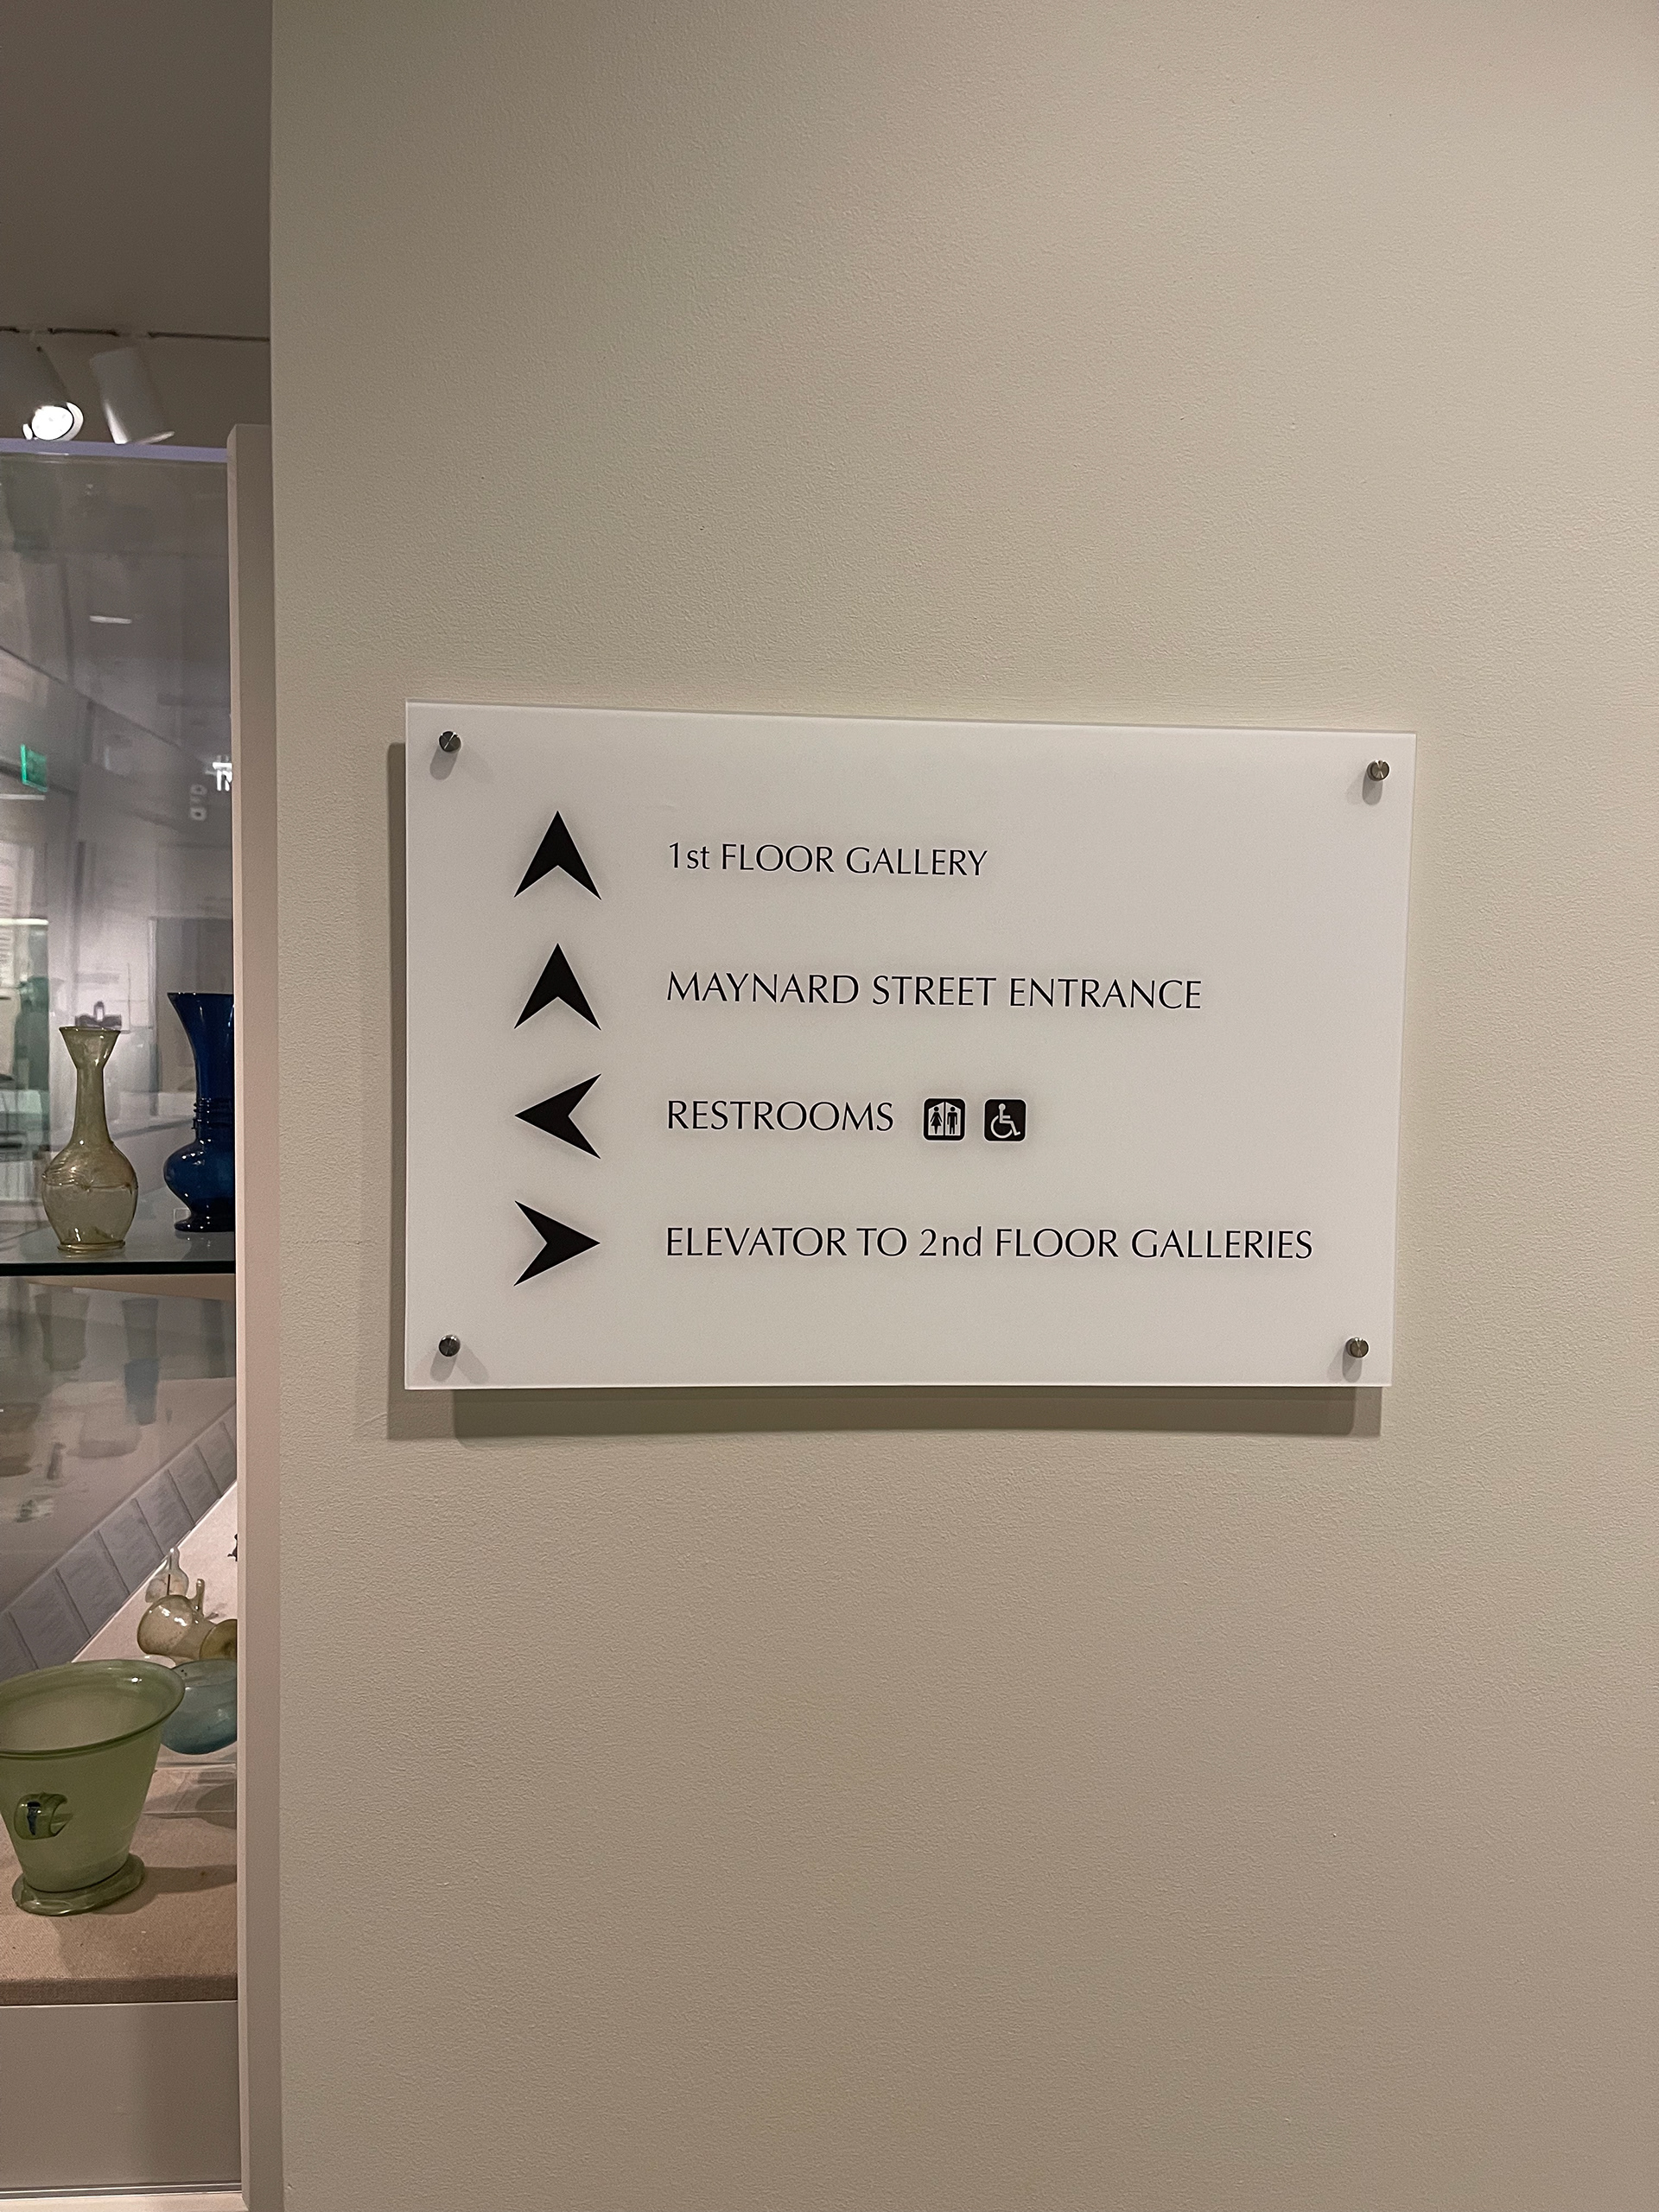 1st FLOOR GALLERY
MAYNARD STREET ENTRANCE
RESTROOMS
ELEVATOR TO 2nd FLOOR GALLERIES